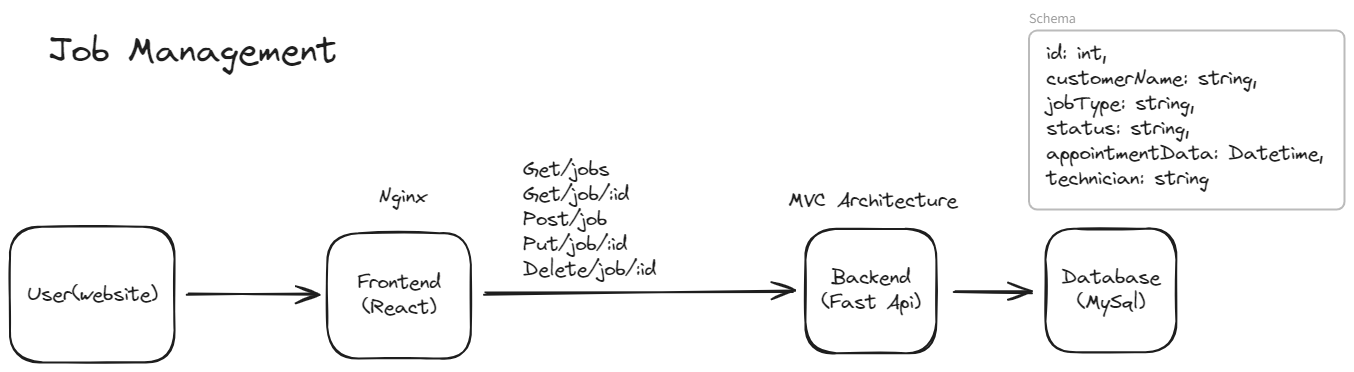 Schema
Job Management
id: int,
customerName: string,
jobType: string,
status: string,
appointmentData: Datetime,
technician: string
Nginx
Get/jobs
Get/job/:id
Post/job
Put/job/:id
Delete/job/:id
MVC Architecture
User(website)
Frontend
(React)
Backend
(Fast Api)
Database
(MySql)